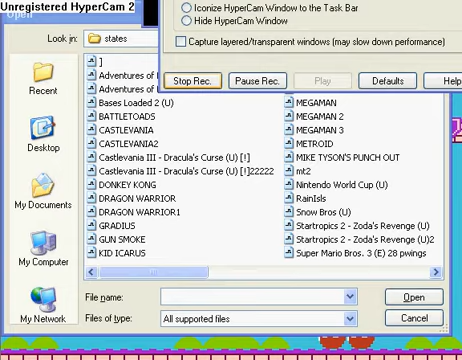 Unregistered HyperCam 2
Open
Iconize HyperCam Window to the Task Bar
Hide HyperCam Window
Capture layered/transparent windows (may slow down performance)
Stop Rec.
Pause Rec.
Play
Defaults
Help
Look in:
states
Recent
Desktop
My Documents
My Computer
My Network
]
Adventures of
Adventures of
Bases Loaded 2 (U)
BATTLETOADS
CASTLEVANIA
CASTLEVANIA2
Castlevania III - Dracula's Curse (U) [!]
Castlevania III - Dracula's Curse (U) [!]22222
DONKEY KONG
DRAGON WARRIOR
DRAGON WARRIOR1
GRADIUS
GUN SMOKE
KID ICARUS
MEGAMAN
MEGAMAN 2
MEGAMAN 3
METROID
MIKE TYSON'S PUNCH OUT
mt2
Nintendo World Cup (U)
RainIsls
Snow Bros (U)
Startropics 2 - Zoda's Revenge (U)
Startropics 2 - Zoda's Revenge (U)2
Super Mario Bros. 3 (E) 28 pwings
File name:
Open
Files of type:
All supported files
Cancel